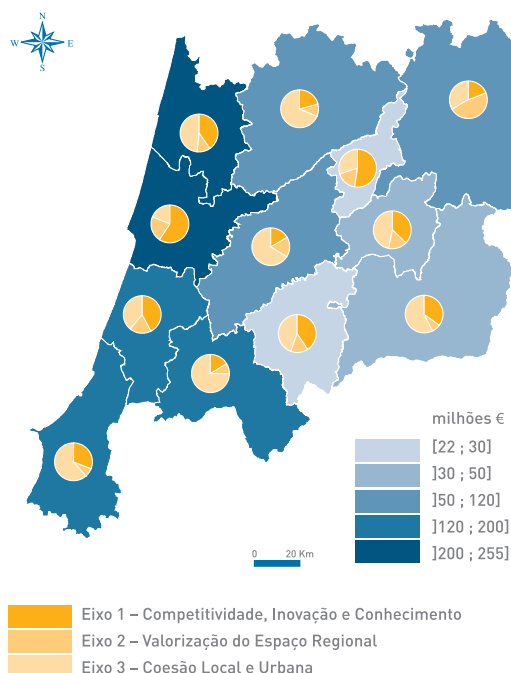 N
W E
S
milhões €
]22 ; 30]
]30 ; 50]
]50 ; 120]
]120 ; 200]
]200 ; 255]
0 20 Km
Eixo 1 – Competitividade, Inovação e Conhecimento
Eixo 2 – Valorização do Espaço Regional
Eixo 3 – Coesão Local e Urbana